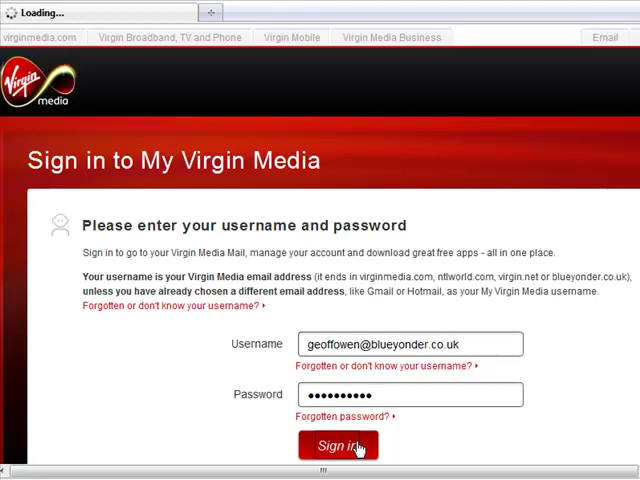 Loading...
virginmedia.com Virgin Broadband, TV and Phone Virgin Mobile Virgin Media Business Email
Virgin
media
Sign in to My Virgin Media
Please enter your username and password
Sign in to go to your Virgin Media Mail, manage your account and download great free apps - all in one place.
Your username is your Virgin Media email address (it ends in virginmedia.com, ntlworld.com, virgin.net or blueyonder.co.uk),
unless you have already chosen a different email address, like Gmail or Hotmail, as your My Virgin Media username.
Forgotten or don't know your username?
Username geoffowen@blueyonder.co.uk
Forgotten or don't know your username?
Password ••••••••••
Forgotten password?
Sign in